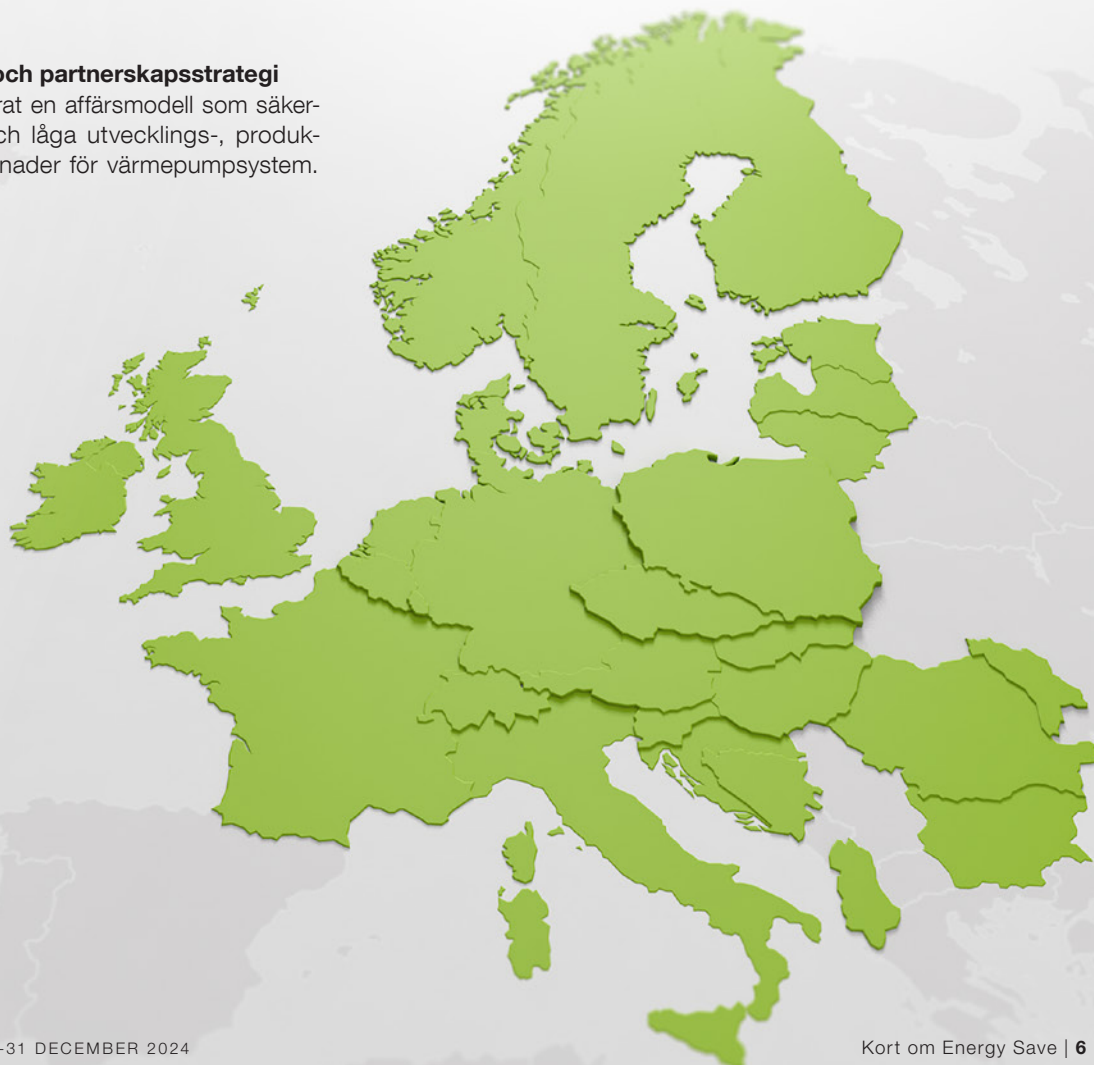 och partnerskapsstrategi
rat en affärsmodell som säker-
ch låga utvecklings-, produk-
nader för värmepumpsystem.
-31 DECEMBER 2024
Kort om Energy Save | 6